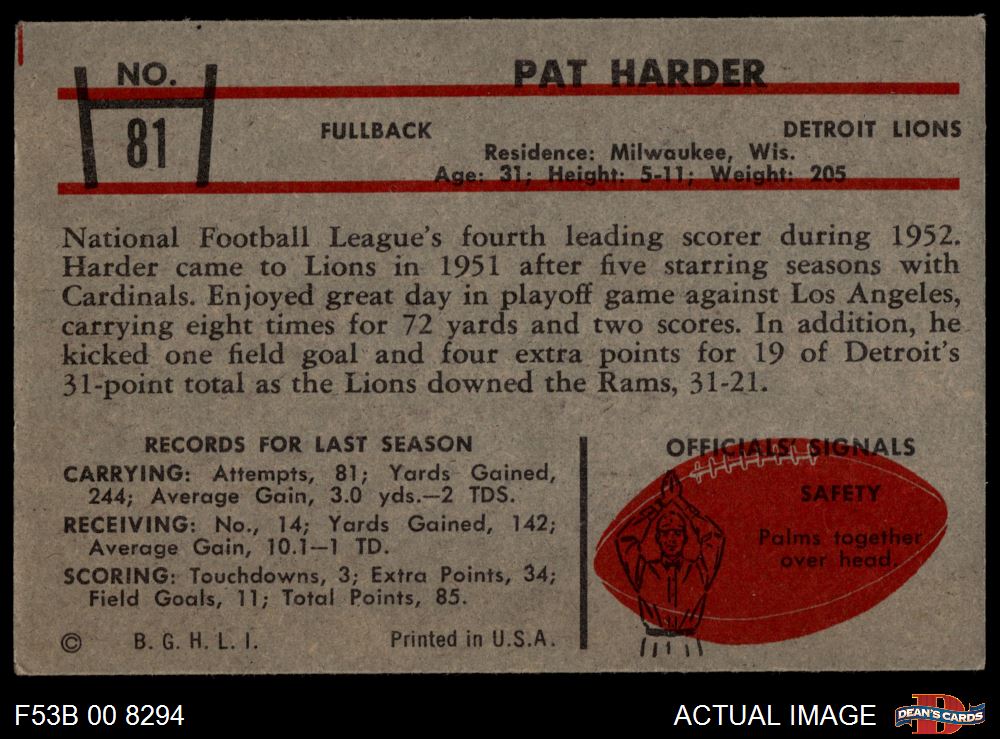 NO.
81
PAT HARDER
FULLBACK
DETROIT LIONS
Residence: Milwaukee, Wis.
Age: 31; Height: 5-11; Weight: 205
National Football League's fourth leading scorer during 1952.
Harder came to Lions in 1951 after five starring seasons with
Cardinals. Enjoyed great day in playoff game against Los Angeles,
carrying eight times for 72 yards and two scores. In addition, he
kicked one field goal and four extra points for 19 of Detroit's
31-point total as the Lions downed the Rams, 31-21.
RECORDS FOR LAST SEASON
CARRYING: Attempts, 81; Yards Gained,
244; Average Gain, 3.0 yds.—2 TDS.
RECEIVING: No., 14; Yards Gained, 142;
Average Gain, 10.1—1 TD.
SCORING: Touchdowns, 3; Extra Points, 34;
Field Goals, 11; Total Points, 85.
© B. G. H. L. I. Printed in U.S.A.
OFFICIALS' SIGNALS
SAFETY
Palms together
over head.
F53B 00 8294
ACTUAL IMAGE
D
DEAN'S CARDS